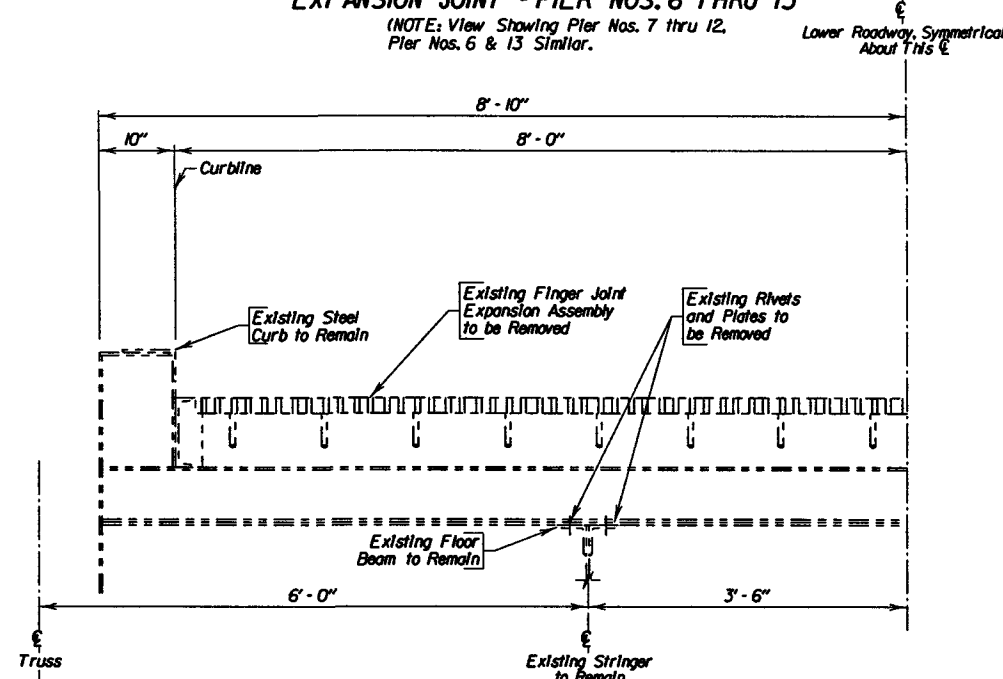 EXPANSION JOINT - PIER NOS. 6 THRU 13
(NOTE: View Showing Pier Nos. 7 thru 12,
Pier Nos. 6 & 13 Similar.
℄
Lower Roadway, Symmetrical
About This ℄
8'-10"
10"
8'-0"
Curbline
Existing Steel
Curb to Remain
Existing Finger Joint
Expansion Assembly
to be Removed
Existing Rivets
and Plates to
be Removed
Existing Floor
Beam to Remain
6'-0"
3'-6"
℄
Truss
℄
Existing Stringer
to Remain